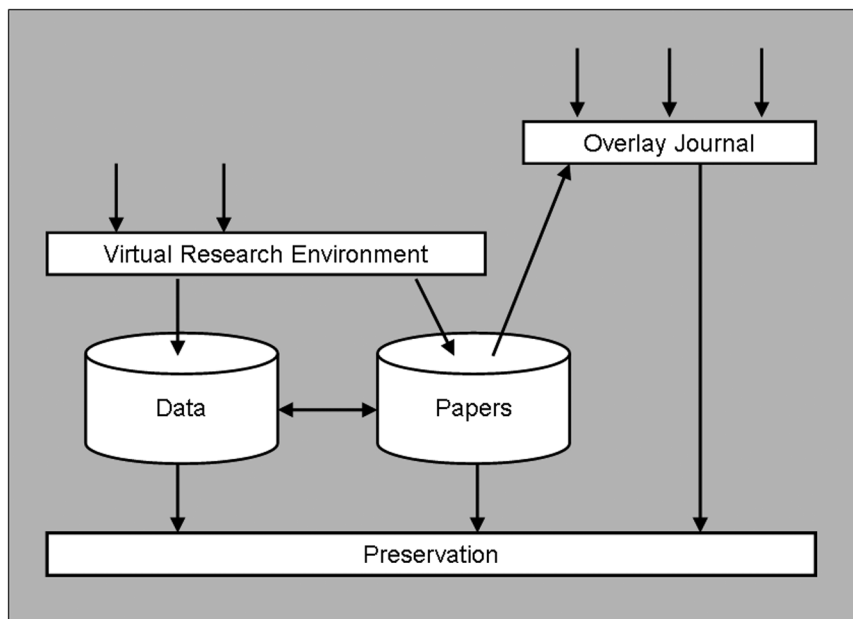 Overlay Journal
Virtual Research Environment
Data
Papers
Preservation